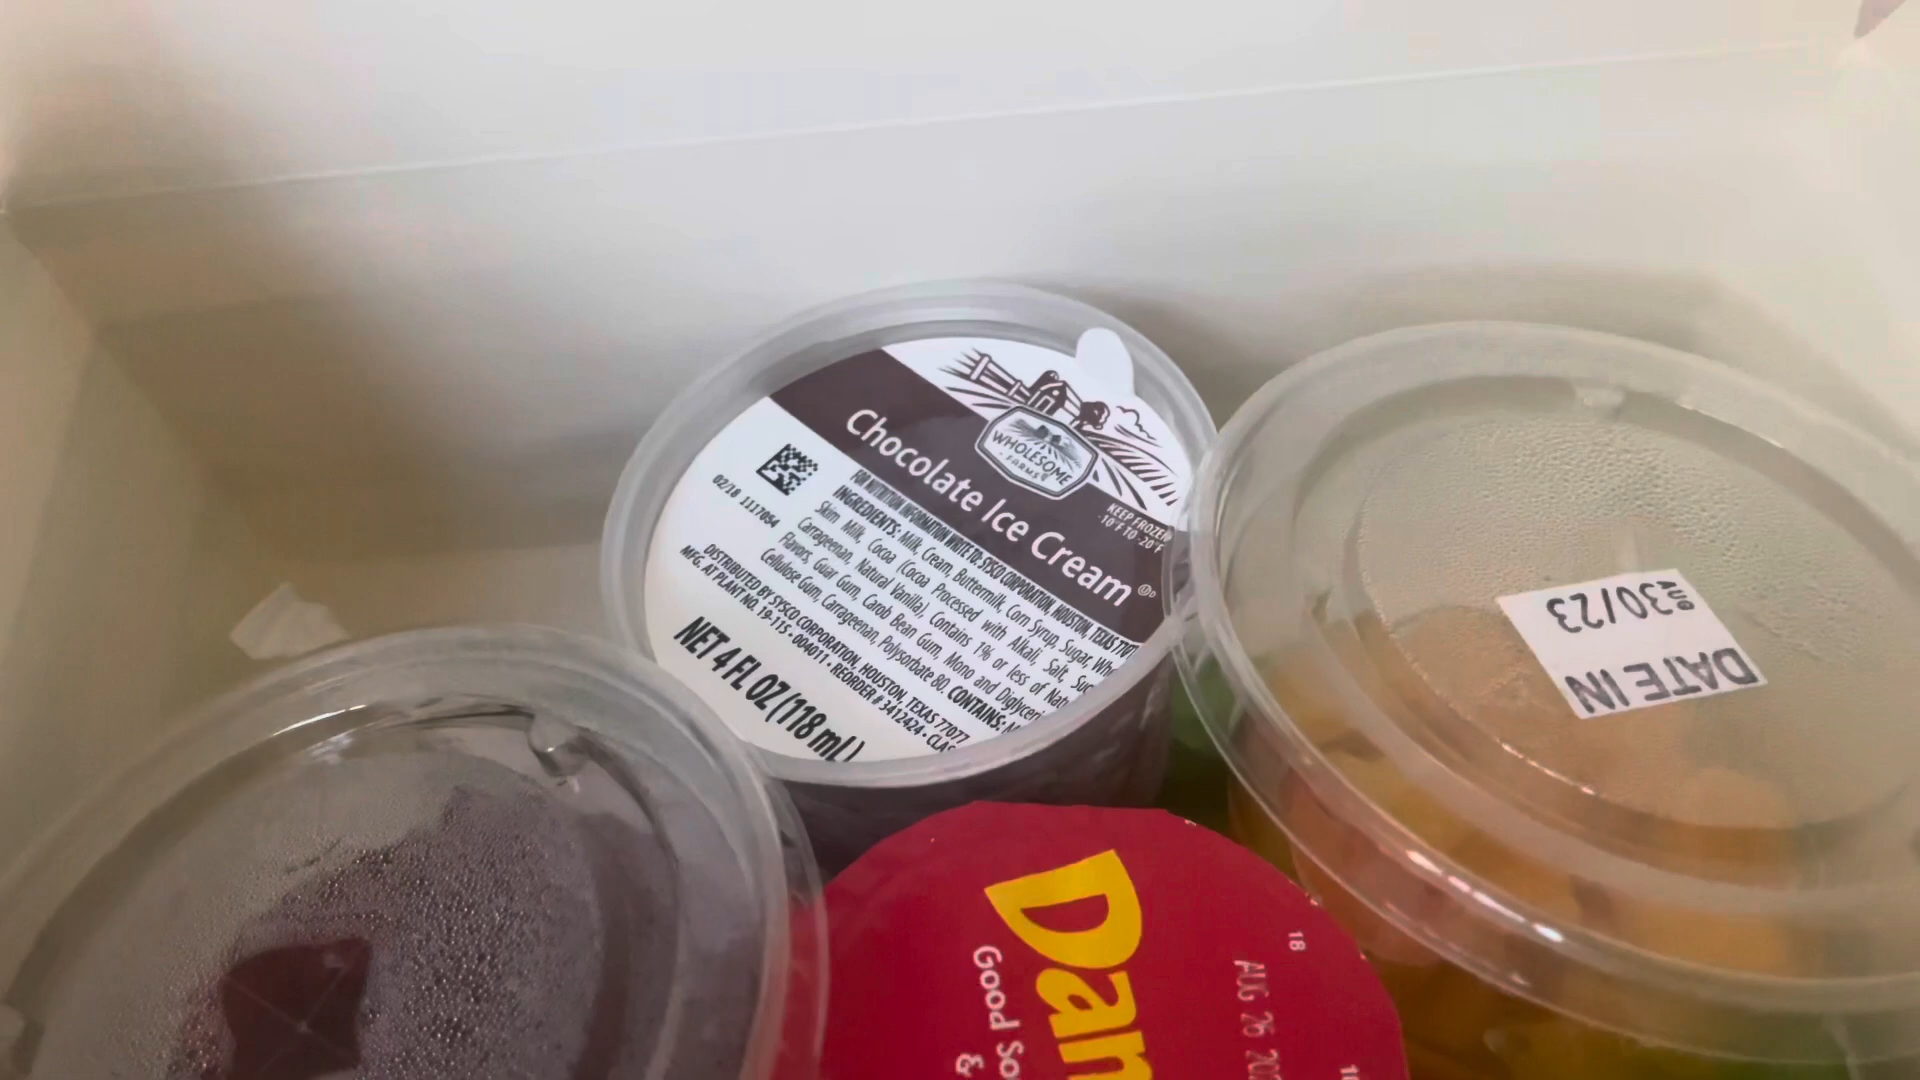 WHOLESOME
FARMS
Chocolate Ice Cream
KEEP FROZEN
-10°F TO -20°F
02/18 1117054
FOR NUTRITION INFORMATION WRITE TO: SYSCO CORPORATION, HOUSTON, TEXAS
INGREDIENTS: Milk, Cream, Buttermilk, Corn Syrup, Sugar,
Skim Milk, Cocoa (Cocoa Processed with Alkali, Salt,
Carrageenan, Natural Vanilla), Contains 1% or less of
Flavors, Guar Gum, Carob Bean Gum, Mono and
Cellulose Gum, Carrageenan, Polysorbate 80. CONTAINS:
DISTRIBUTED BY SYSCO CORPORATION, HOUSTON, TEXAS 77077
MFG. AT PLANT NO. 19-115 • 004011 • REORDER # 3412424 •
NET 4 FL OZ (118 mL)
DATE IN
AUG 30/23
Dan
Good
&
18
AUG 26